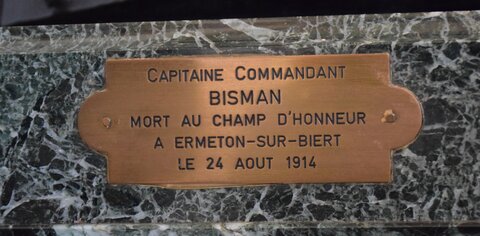 CAPITAINE COMMANDANT
BISMAN
MORT AU CHAMP D'HONNEUR
A ERMETON-SUR-BIERT
LE 24 AOUT 1914